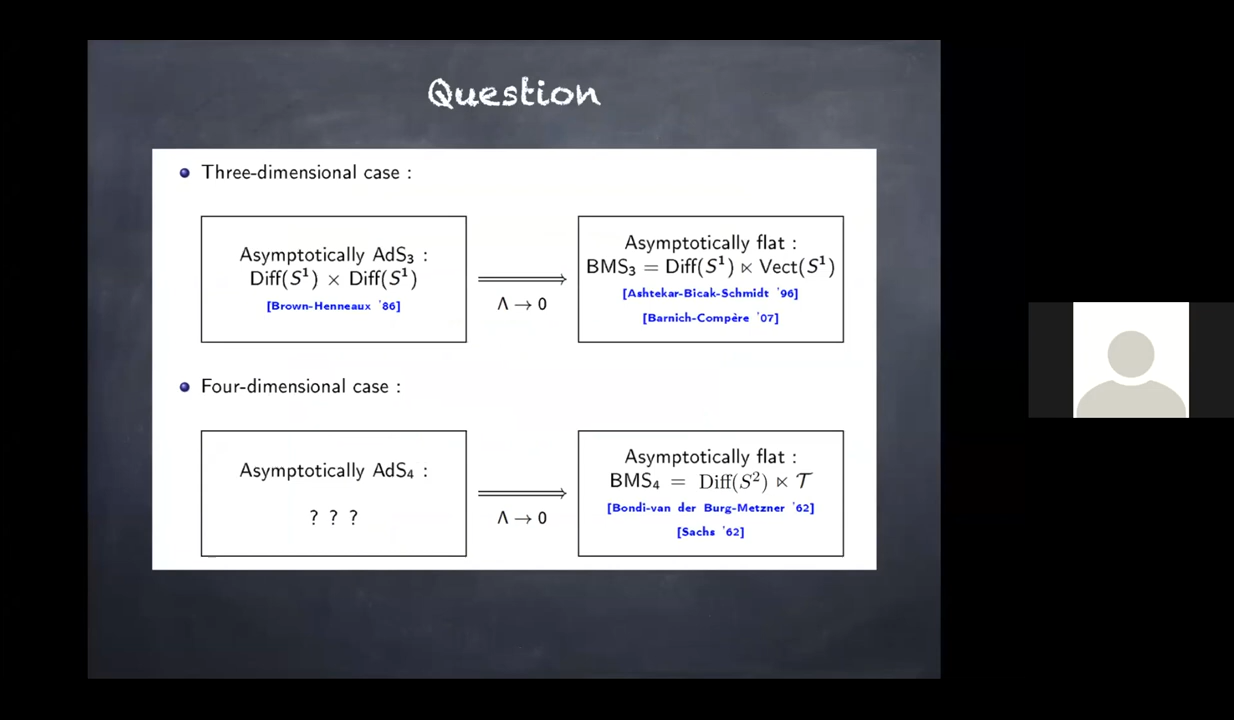 Question
Three-dimensional case :
Asymptotically AdS₃ :
Diff(S¹) × Diff(S¹)
[Brown-Henneaux '86]
Λ → 0
Asymptotically flat :
BMS₃ = Diff(S¹) ⋉ Vect(S¹)
[Ashtekar-Bicak-Schmidt '96]
[Barnich-Compère '07]
Four-dimensional case :
Asymptotically AdS₄ :
? ? ?
Λ → 0
Asymptotically flat :
BMS₄ = Diff(S²) ⋉ 𝒯
[Bondi-van der Burg-Metzner '62]
[Sachs '62]